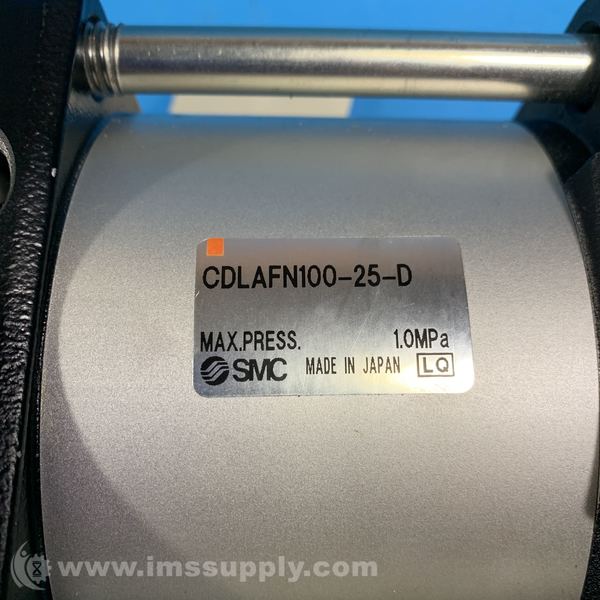 CDLAFN100-25-D
MAX.PRESS. 1.0MPa
SMC MADE IN JAPAN LQ
www.imssupply.com